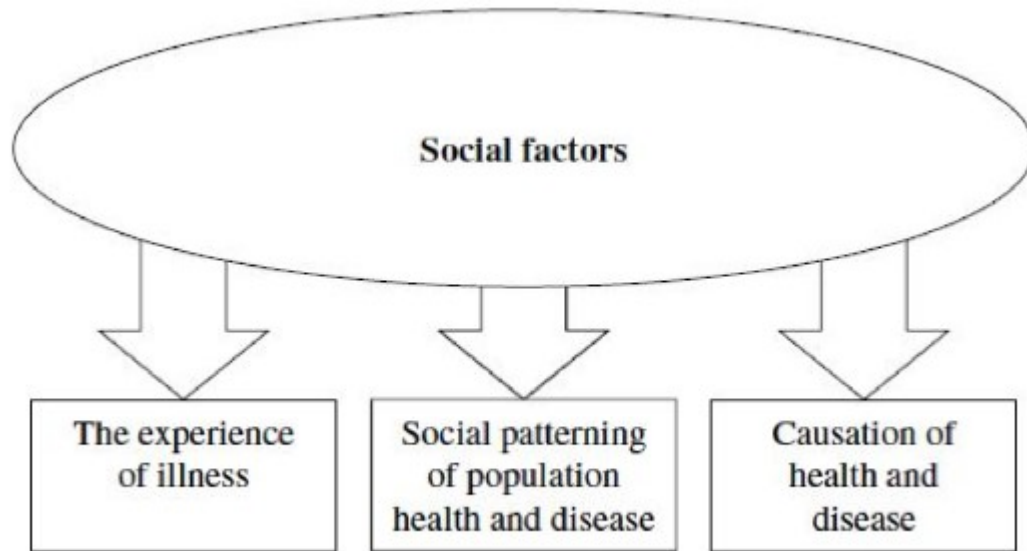 Social factors
The experience
of illness
Social patterning
of population
health and disease
Causation of
health and
disease